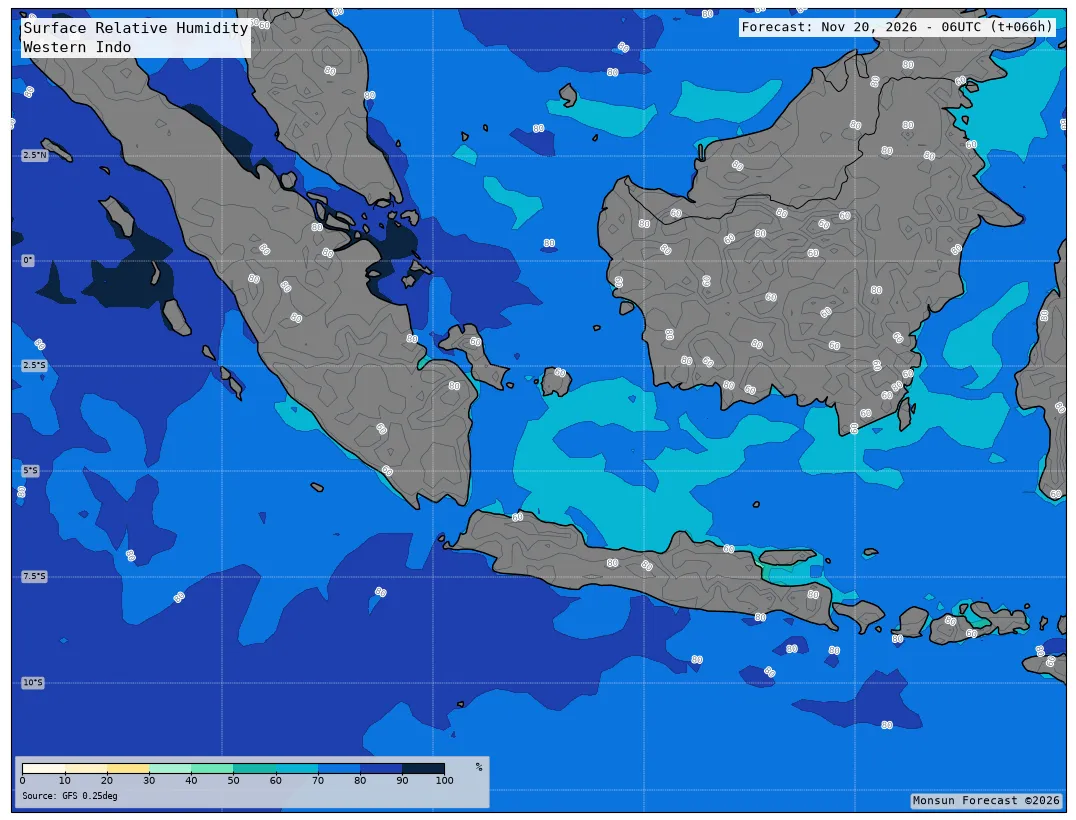 Surface Relative Humidity
Western Indo
Forecast: Nov 20, 2026 - 06UTC (t+066h)
2.5°N
0°
2.5°S
5°S
7.5°S
10°S
%
0 10 20 30 40 50 60 70 80 90 100
Source: GFS 0.25deg
Monsun Forecast ©2026